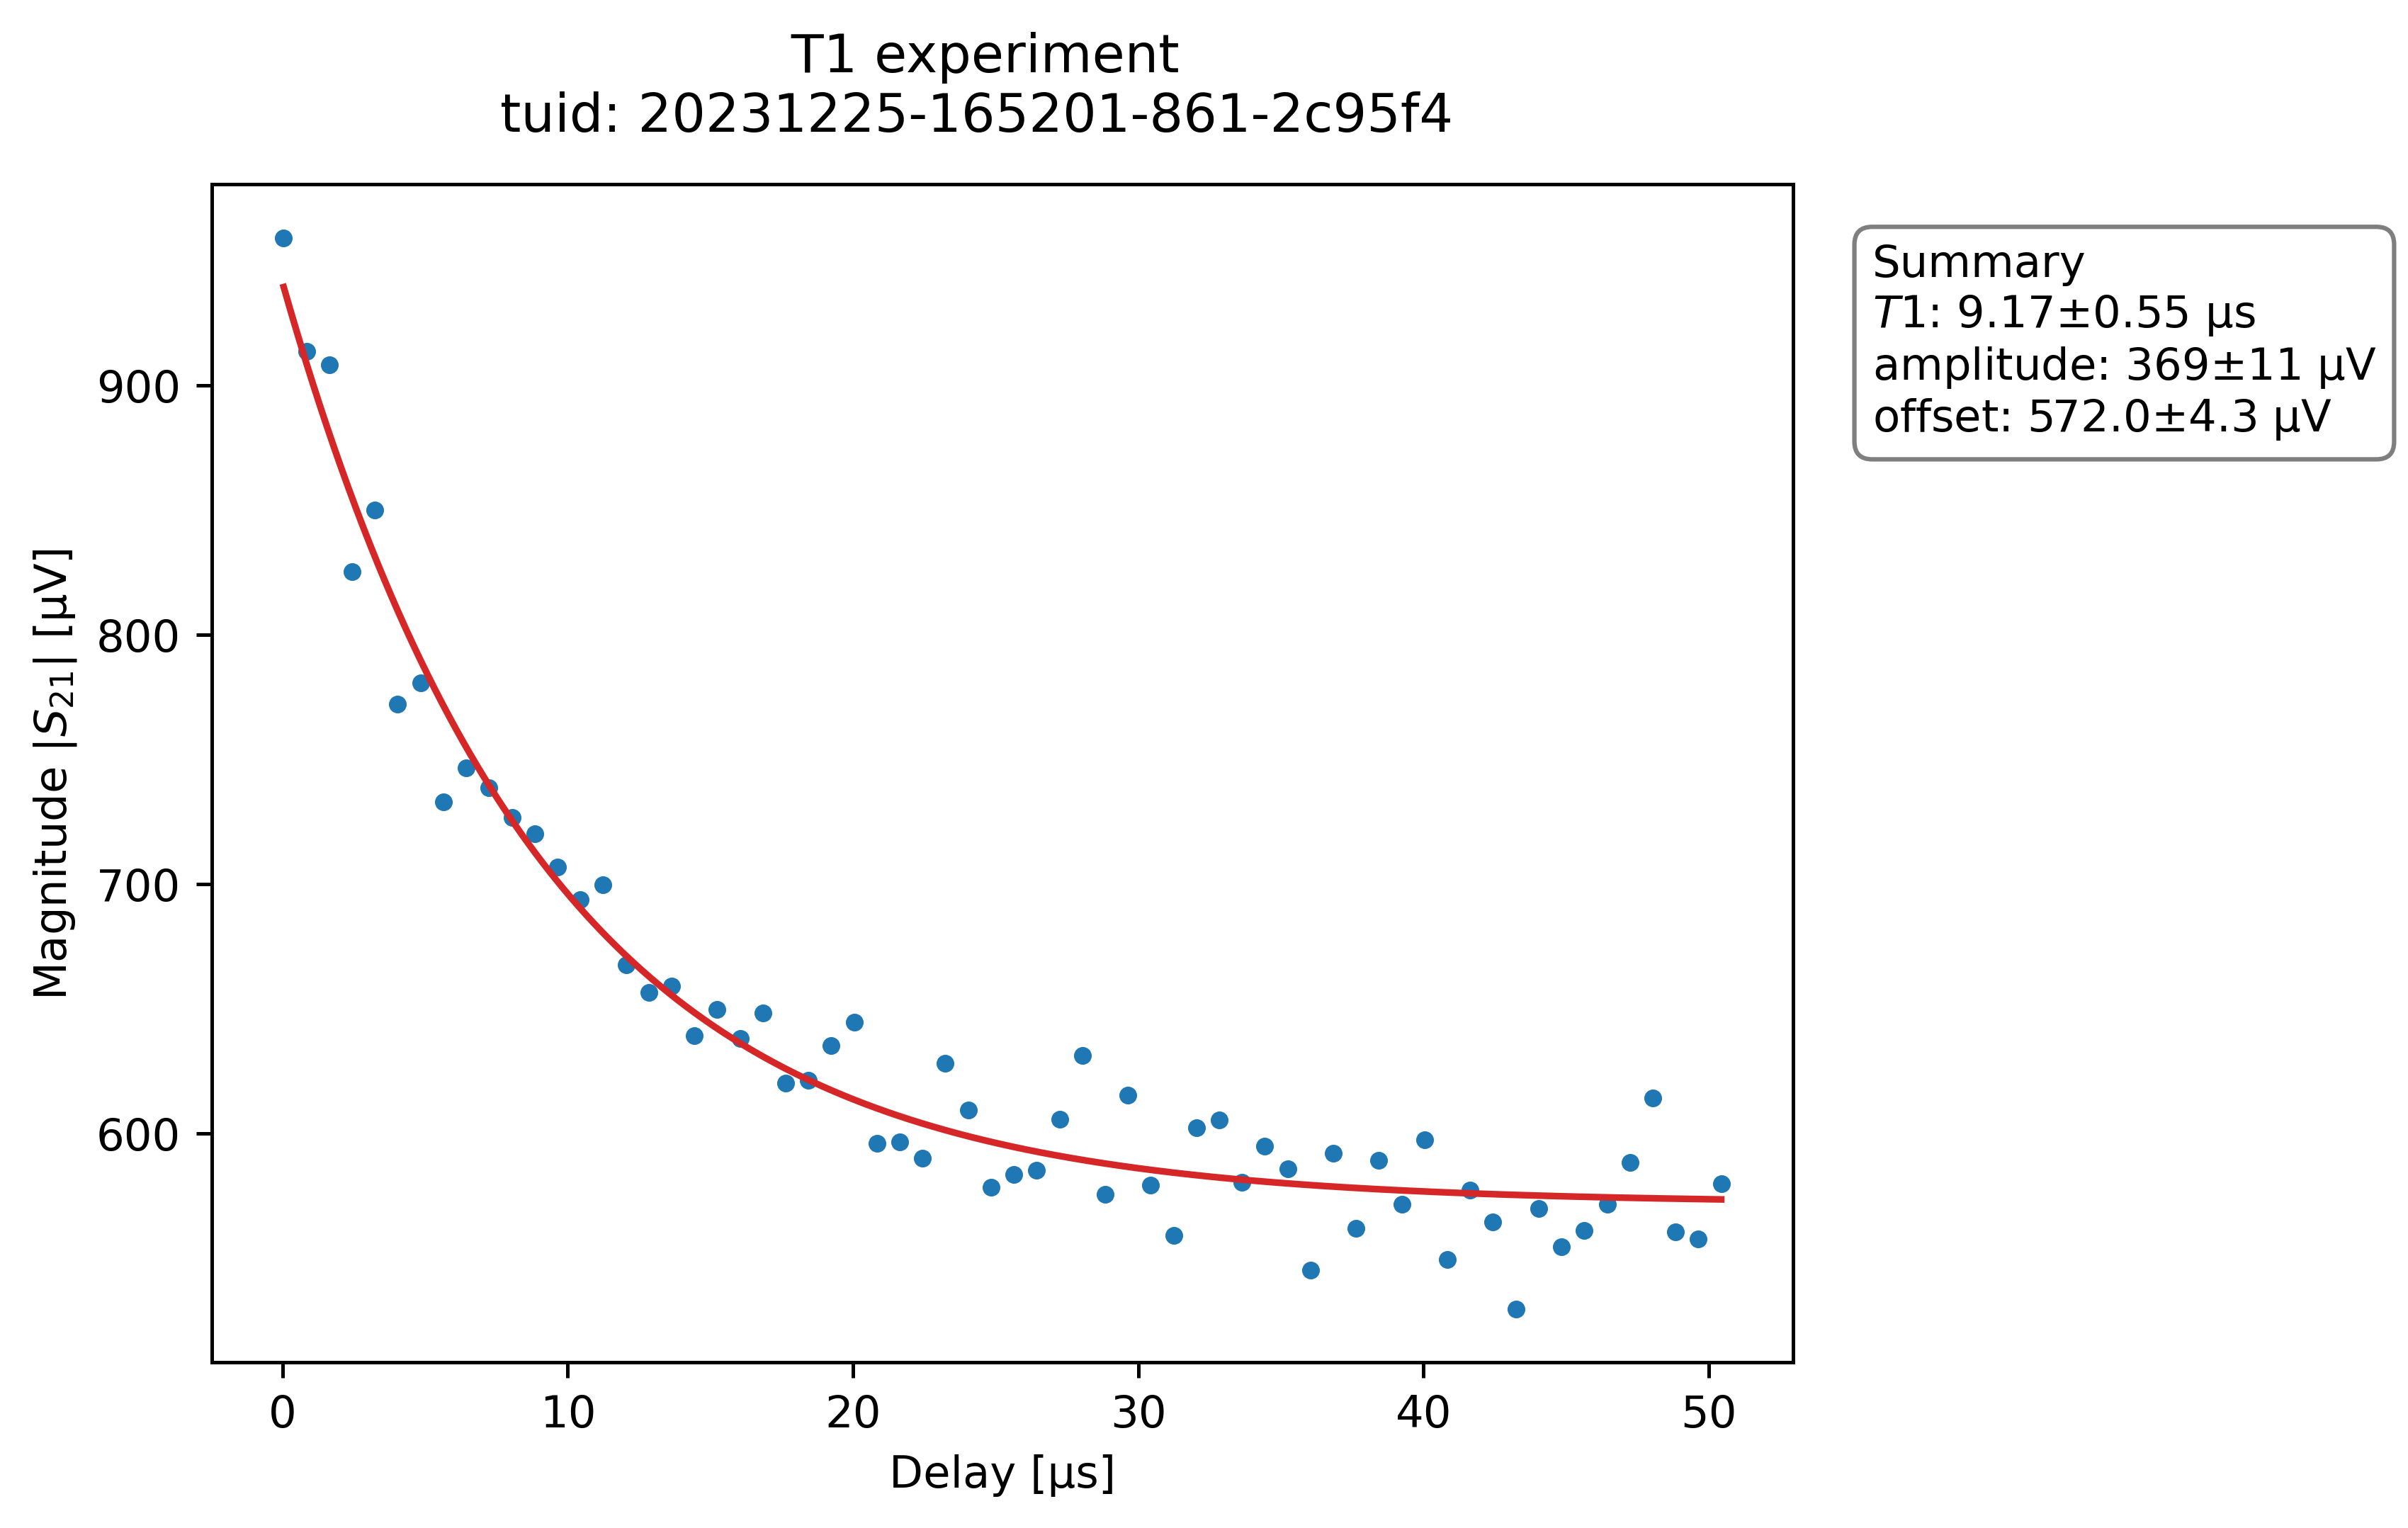 T1 experiment
tuid: 20231225-165201-861-2c95f4
Magnitude |S₂₁| [µV]
900
800
700
600
0 10 20 30 40 50
Delay [µs]
Summary
T1: 9.17±0.55 µs
amplitude: 369±11 µV
offset: 572.0±4.3 µV